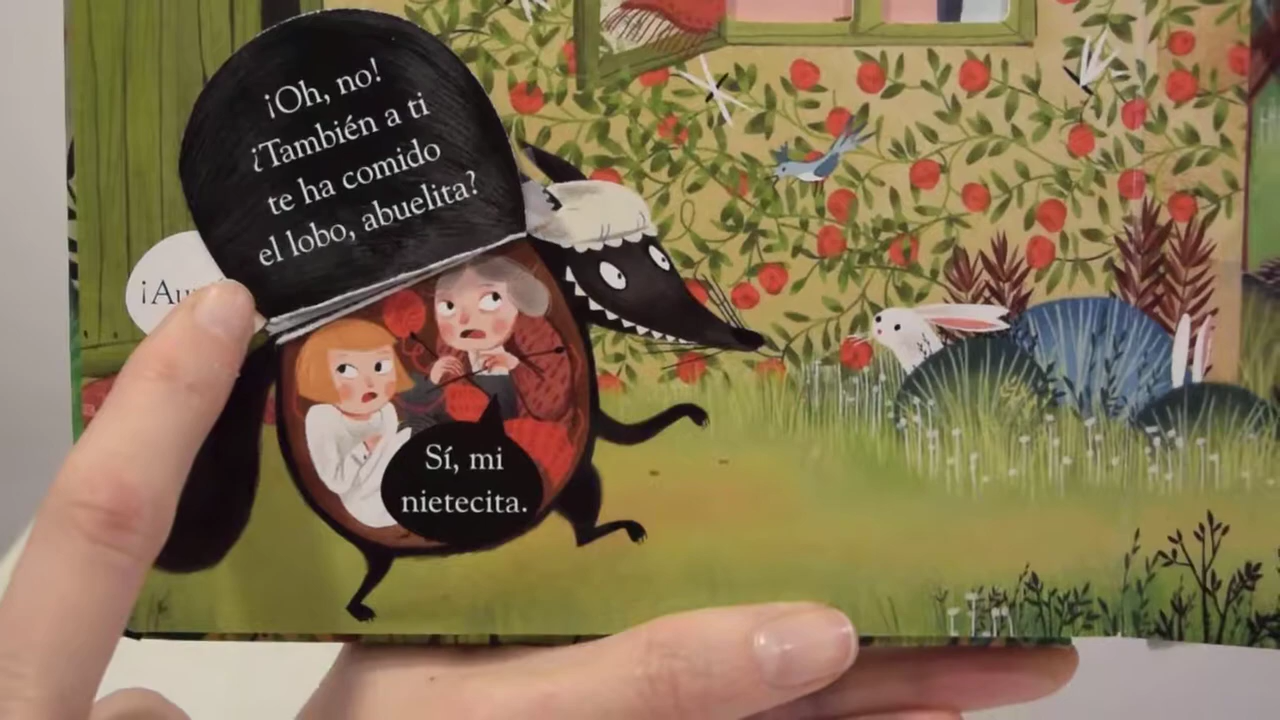 ¡Oh, no!
¿También a ti
te ha comido
el lobo, abuelita?
Sí, mi
nietecita.